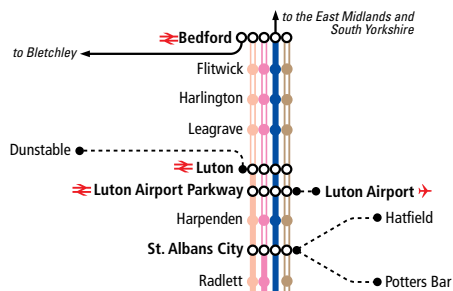 to the East Midlands and
South Yorkshire
Bedford
to Bletchley
Flitwick
Harlington
Leagrave
Dunstable
Luton
Luton Airport Parkway
Luton Airport
Harpenden
Hatfield
St. Albans City
Radlett
Potters Bar